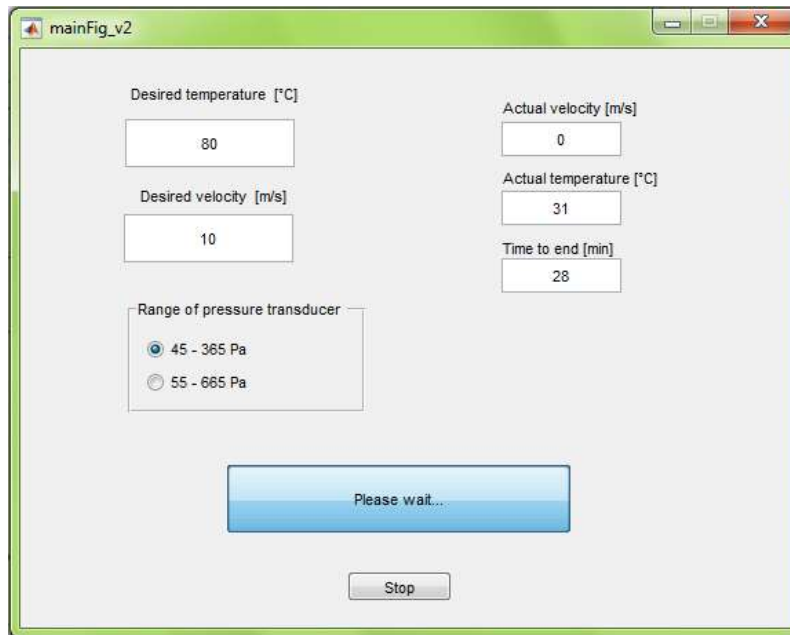 mainFig_v2
Desired temperature [°C]
80
Desired velocity [m/s]
10
Range of pressure transducer
45 - 365 Pa
55 - 665 Pa
Actual velocity [m/s]
0
Actual temperature [°C]
31
Time to end [min]
28
Please wait...
Stop